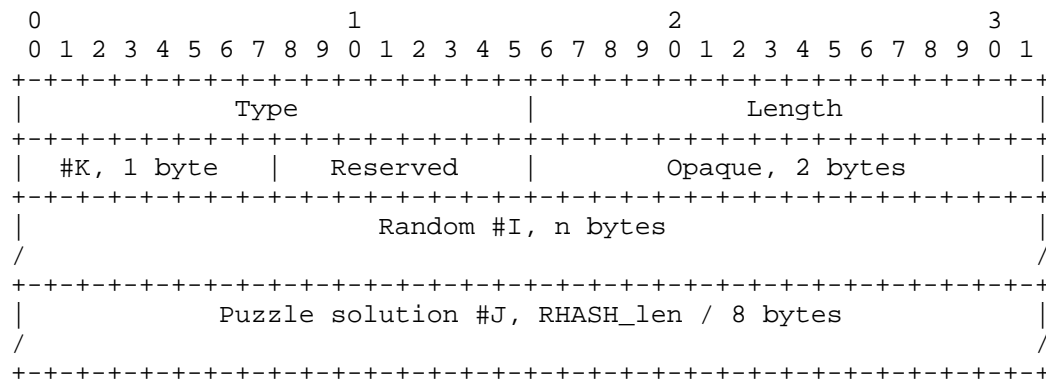 0                   1                   2                   3
 0 1 2 3 4 5 6 7 8 9 0 1 2 3 4 5 6 7 8 9 0 1 2 3 4 5 6 7 8 9 0 1
+-+-+-+-+-+-+-+-+-+-+-+-+-+-+-+-+-+-+-+-+-+-+-+-+-+-+-+-+-+-+-+-+
|             Type              |             Length            |
+-+-+-+-+-+-+-+-+-+-+-+-+-+-+-+-+-+-+-+-+-+-+-+-+-+-+-+-+-+-+-+-+
|  #K, 1 byte   |   Reserved    |        Opaque, 2 bytes        |
+-+-+-+-+-+-+-+-+-+-+-+-+-+-+-+-+-+-+-+-+-+-+-+-+-+-+-+-+-+-+-+-+
|                      Random #I, n bytes                       |
/                                                               /
+-+-+-+-+-+-+-+-+-+-+-+-+-+-+-+-+-+-+-+-+-+-+-+-+-+-+-+-+-+-+-+-+
|            Puzzle solution #J, RHASH_len / 8 bytes            |
/                                                               /
+-+-+-+-+-+-+-+-+-+-+-+-+-+-+-+-+-+-+-+-+-+-+-+-+-+-+-+-+-+-+-+-+